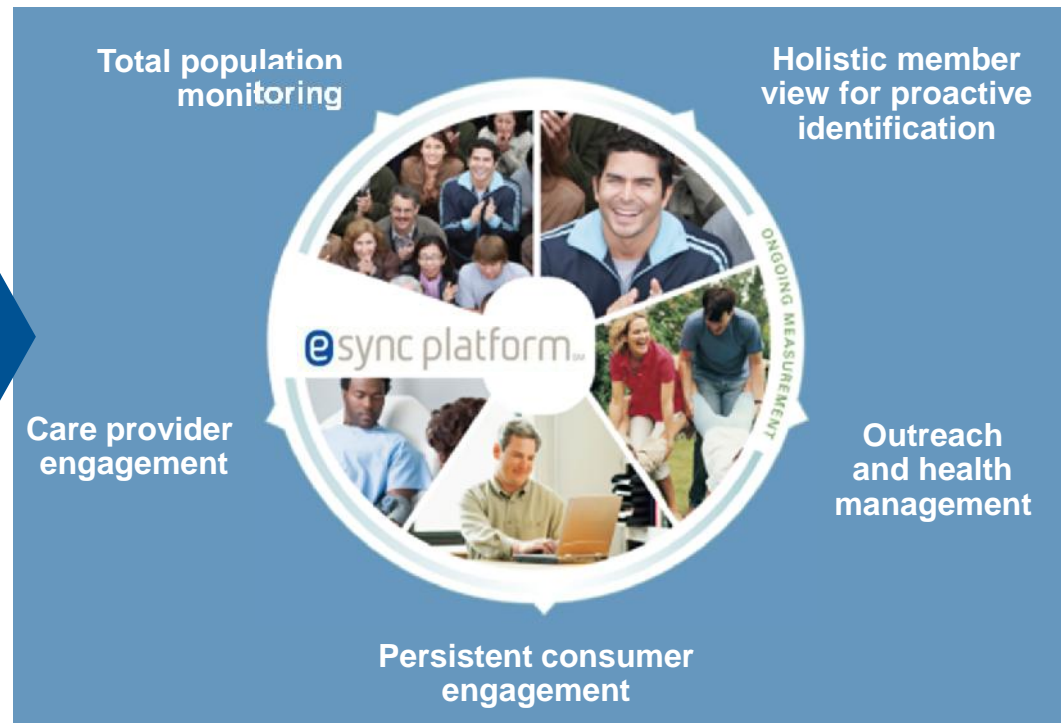 Total population
monitoring
Holistic member
view for proactive
identification
ONGOING MEASUREMENT
esync platform SM
Care provider
engagement
Outreach
and health
management
Persistent consumer
engagement